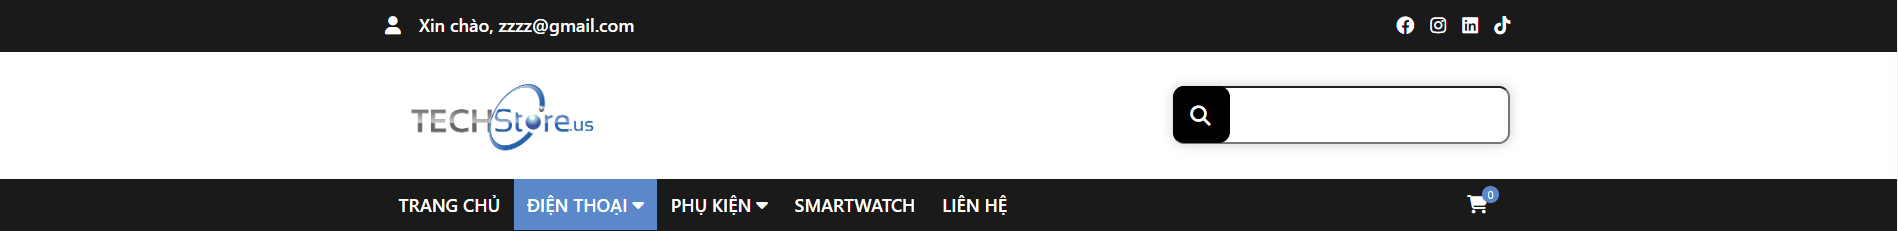 Xin chào, zzzz@gmail.com
TECHStore.us
TRANG CHỦ ĐIỆN THOẠI PHỤ KIỆN SMARTWATCH LIÊN HỆ 0